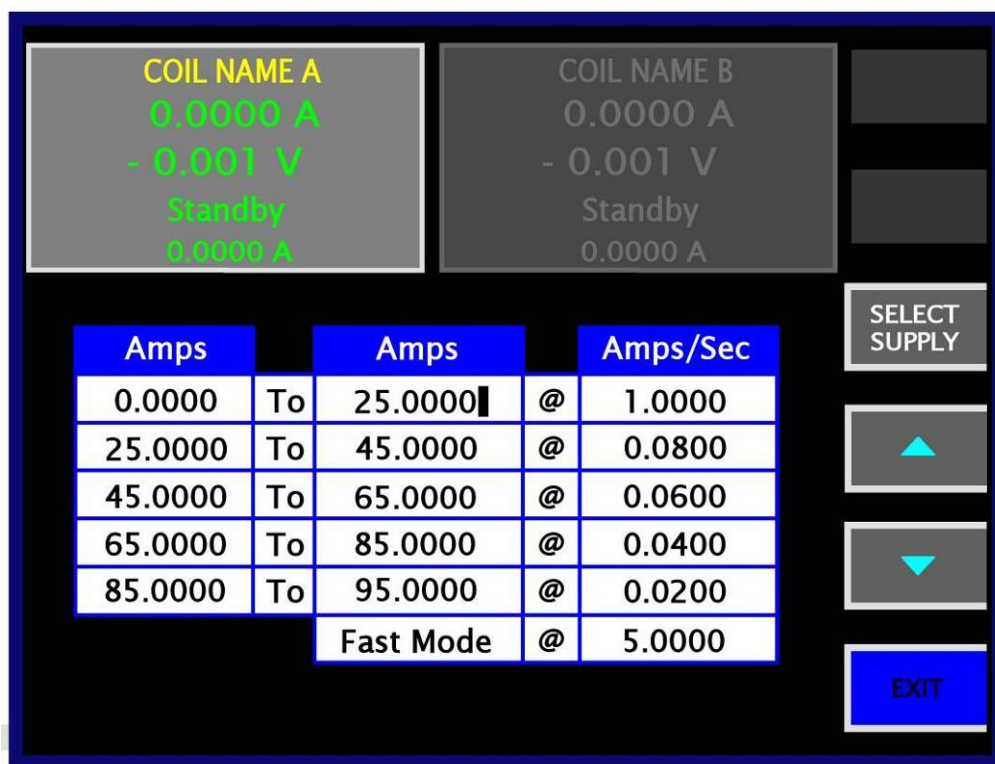 COIL NAME A
0.0000 A
- 0.001 V
Standby
0.0000 A
COIL NAME B
0.0000 A
- 0.001 V
Standby
0.0000 A
SELECT
SUPPLY
Amps Amps Amps/Sec
0.0000 To 25.0000 @ 1.0000
25.0000 To 45.0000 @ 0.0800
45.0000 To 65.0000 @ 0.0600
65.0000 To 85.0000 @ 0.0400
85.0000 To 95.0000 @ 0.0200
Fast Mode @ 5.0000
EXIT